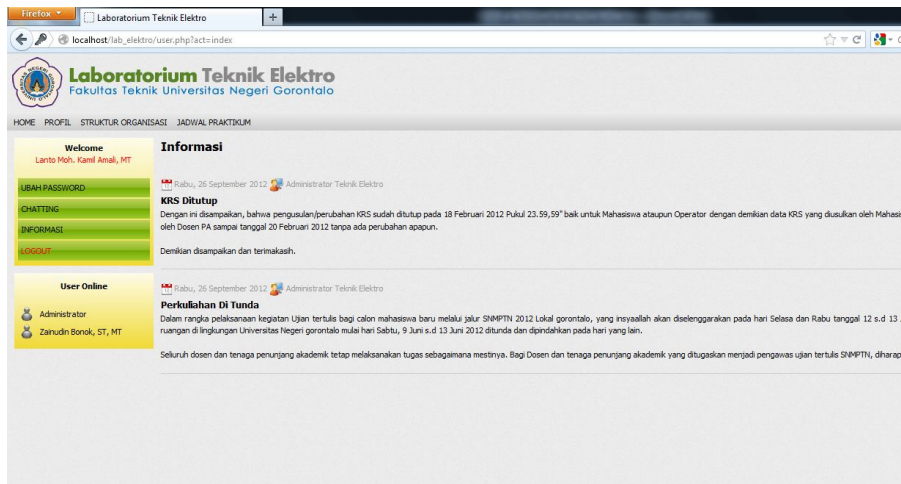 Firefox
Laboratorium Teknik Elektro
localhost/lab_elektro/user.php?act=index
Laboratorium Teknik Elektro
Fakultas Teknik Universitas Negeri Gorontalo
HOME PROFIL STRUKTUR ORGANISASI JADWAL PRAKTIKUM
Welcome
Lanto Moh. Kamil Amali, MT
UBAH PASSWORD
CHATTING
INFORMASI
LOGOUT
User Online
Administrator
Zainudin Bonok, ST, MT
Informasi
Rabu, 26 September 2012 Administrator Teknik Elektro
KRS Ditutup
Dengan ini disampaikan, bahwa pengusulan/perubahan KRS sudah ditutup pada 18 Februari 2012 Pukul 23.59,59" baik untuk Mahasiswa ataupun Operator dengan demikian data KRS yang diusulkan oleh Mahasis
oleh Dosen PA sampai tanggal 20 Februari 2012 tanpa ada perubahan apapun.
Demikian disampaikan dan terimakasih.
Rabu, 26 September 2012 Administrator Teknik Elektro
Perkuliahan Di Tunda
Dalam rangka pelaksanaan kegiatan Ujian tertulis bagi calon mahasiswa baru melalui jalur SNMPTN 2012 Lokal gorontalo, yang insyaallah akan diselenggarakan pada hari Selasa dan Rabu tanggal 12 s.d 13
ruangan di lingkungan Universitas Negeri gorontalo mulai hari Sabtu, 9 Juni s.d 13 Juni 2012 ditunda dan dipindahkan pada hari yang lain.
Seluruh dosen dan tenaga penunjang akademik tetap melaksanakan tugas sebagaimana mestinya. Bagi Dosen dan tenaga penunjang akademik yang ditugaskan menjadi pengawas ujian tertulis SNMPTN, diharap